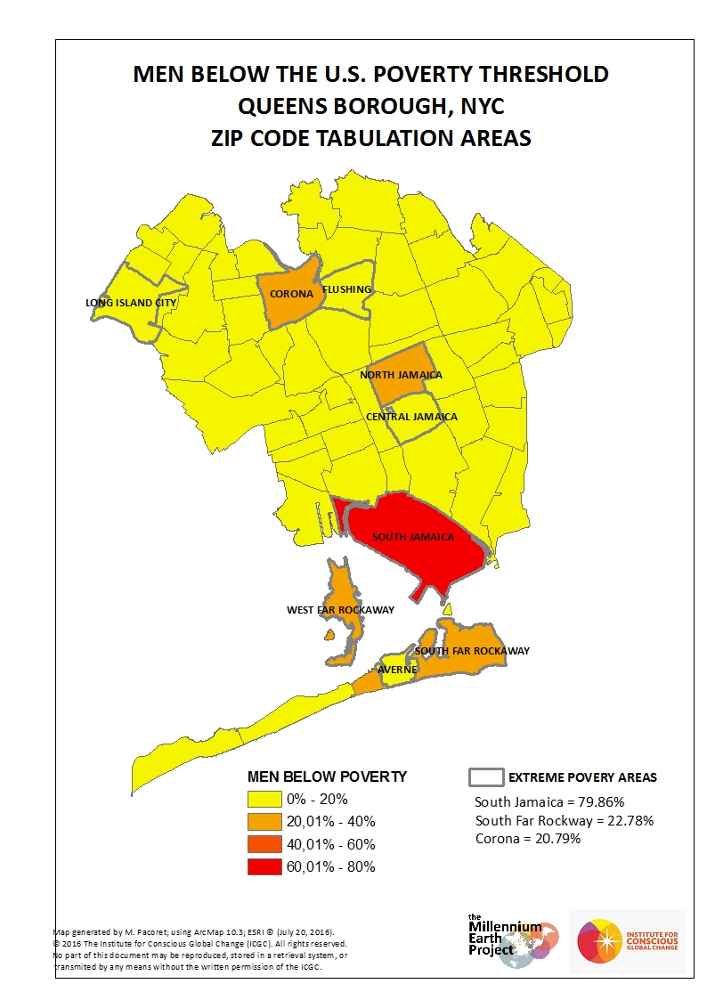 MEN BELOW THE U.S. POVERTY THRESHOLD
QUEENS BOROUGH, NYC
ZIP CODE TABULATION AREAS
CORONA
FLUSHING
LONG ISLAND CITY
NORTH JAMAICA
CENTRAL JAMAICA
SOUTH JAMAICA
WEST FAR ROCKAWAY
SOUTH FAR ROCKAWAY
AVERNE
MEN BELOW POVERTY
0% - 20%
20,01% - 40%
40,01% - 60%
60,01% - 80%
EXTREME POVERY AREAS
South Jamaica = 79.86%
South Far Rockway = 22.78%
Corona = 20.79%
Map generated by M. Pacoret; using ArcMap 10.3; ESRI © (July 20, 2016).
© 2016 The Institute for Conscious Global Change (ICGC). All rights reserved.
No part of this document may be reproduced, stored in a retrieval system, or
transmited by any means without the written permission of the ICGC.
the
Millennium
Earth
Project
INSTITUTE FOR
CONSCIOUS
GLOBAL CHANGE